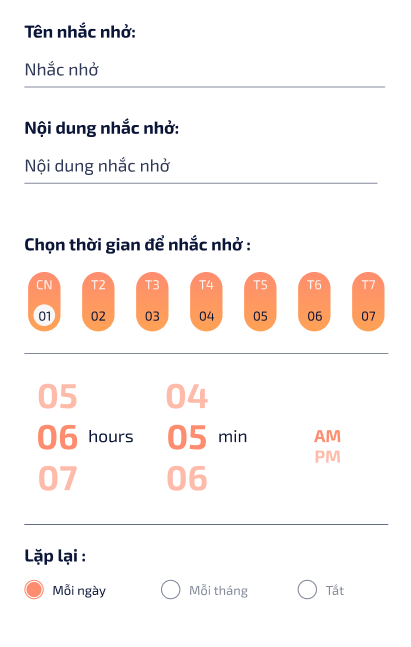 Tên nhắc nhở:
Nhắc nhở
Nội dung nhắc nhở:
Nội dung nhắc nhở
Chọn thời gian để nhắc nhở :
CN T2 T3 T4 T5 T6 T7
01 02 03 04 05 06 07
05 04
06 hours 05 min AM
PM
07 06
Lặp lại :
Mỗi ngày Mỗi tháng Tắt